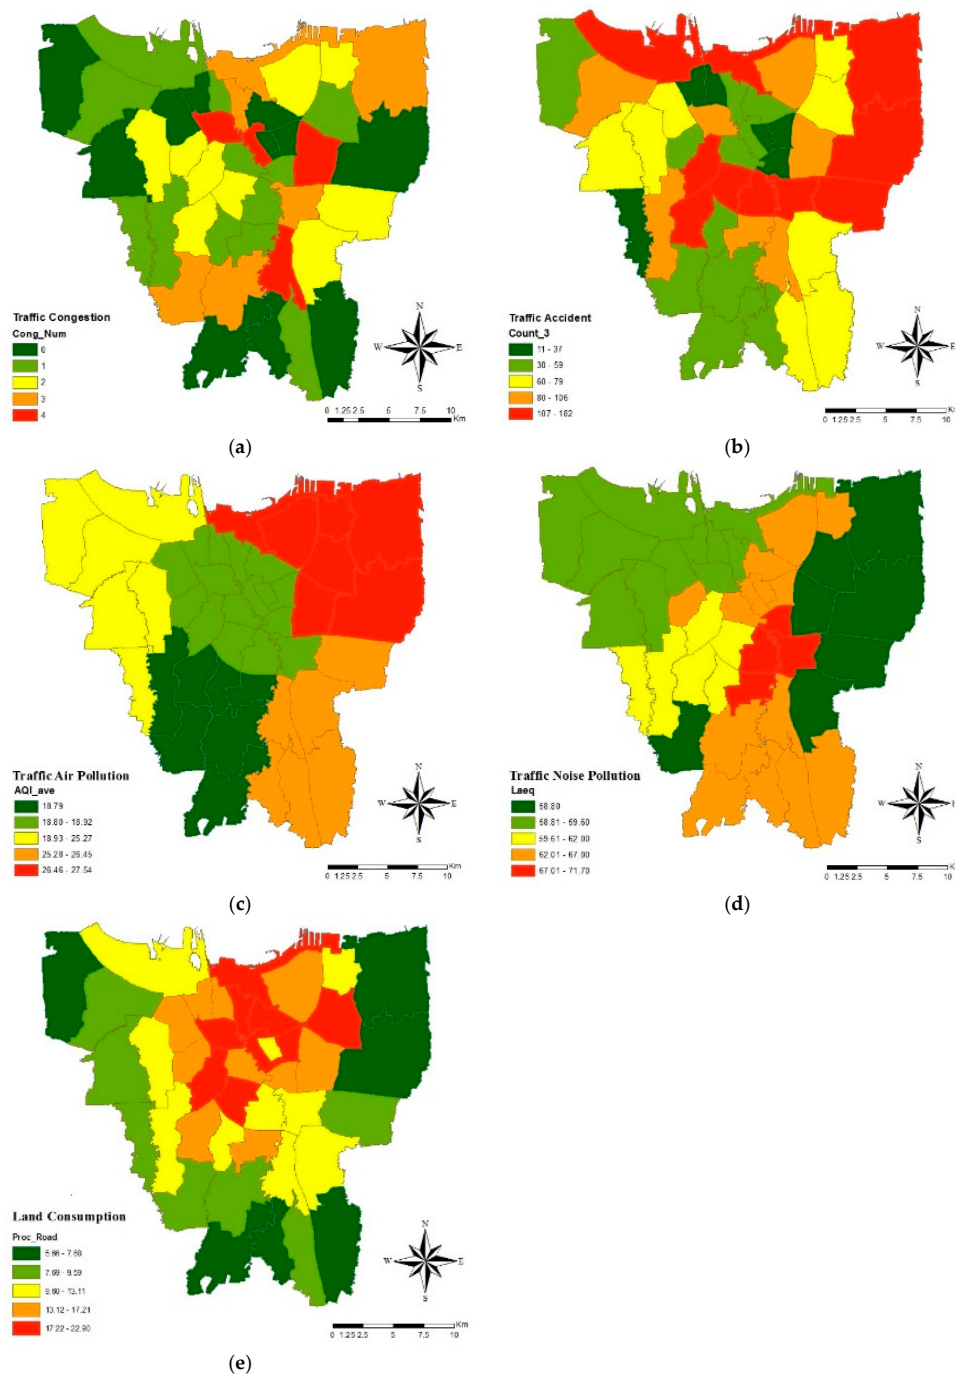 Traffic Congestion
Cong_Num
0
1
2
3
4
N
W E
S
0 1.25 2.5 5 7.5 10
Km
(a)
Traffic Accident
Count_3
11 - 37
38 - 59
60 - 79
80 - 106
107 - 182
N
W E
S
0 1.25 2.5 5 7.5 10
(b)
Traffic Air Pollution
AQI_ave
18.79
18.80 - 18.92
18.93 - 25.27
25.28 - 26.45
26.46 - 27.54
N
W E
S
Km
0 1.25 2.5 5 7.5 10
(c)
Traffic Noise Pollution
Laeq
58.80
58.81 - 59.60
59.61 - 62.00
62.01 - 67.00
67.01 - 71.70
N
W
S
0 1.25 2.5 5 7.5 10
(d)
Land Consumption
Proc_Road
5.66 - 7.68
7.69 - 9.59
9.60 - 13.11
13.12 - 17.21
17.22 - 22.90
N
W E
S
Km
0 1.25 2.5 5 7.5 10
(e)